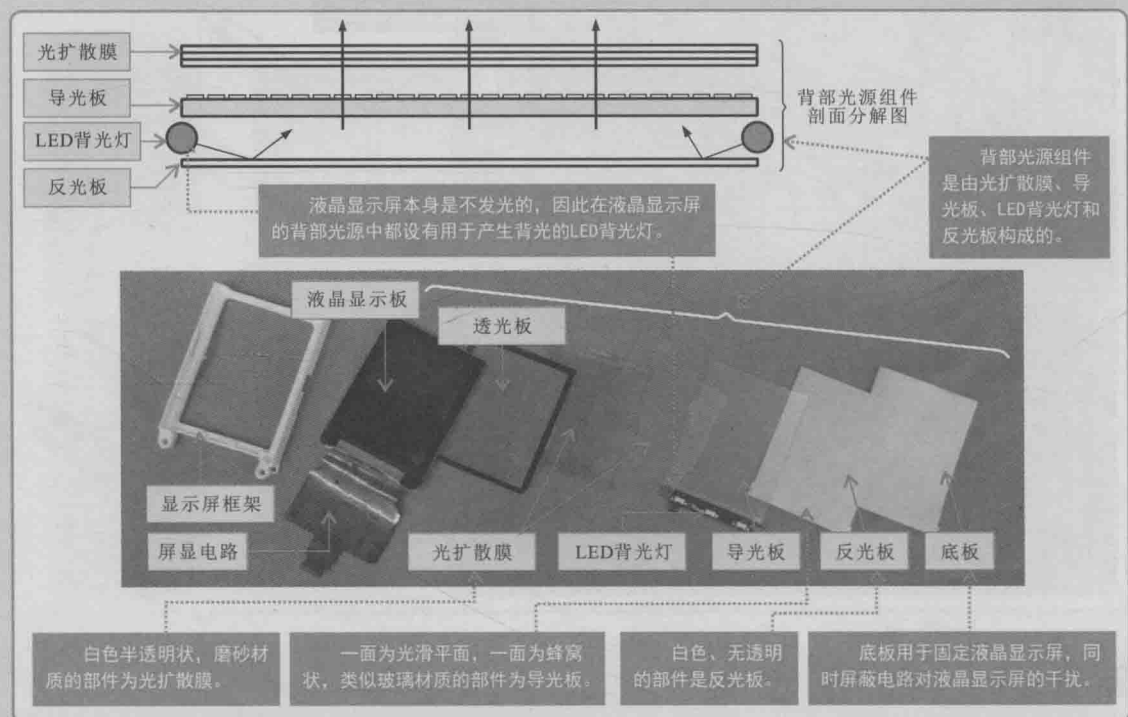 光扩散膜
导光板
LED背光灯
反光板
背部光源组件
剖面分解图
背部光源组件
是由光扩散膜、导
光板、LED背光灯和
反光板构成的。
液晶显示屏本身是不发光的，因此在液晶显示屏
的背部光源中都设有用于产生背光的LED背光灯。
液晶显示板
透光板
显示屏框架
屏显电路
光扩散膜
LED背光灯
导光板
反光板
底板
白色半透明状，磨砂材
质的部件为光扩散膜。
一面为光滑平面，一面为蜂窝
状，类似玻璃材质的部件为导光板。
白色、无透明
的部件是反光板。
底板用于固定液晶显示屏，同
时屏蔽电路对液晶显示屏的干扰。